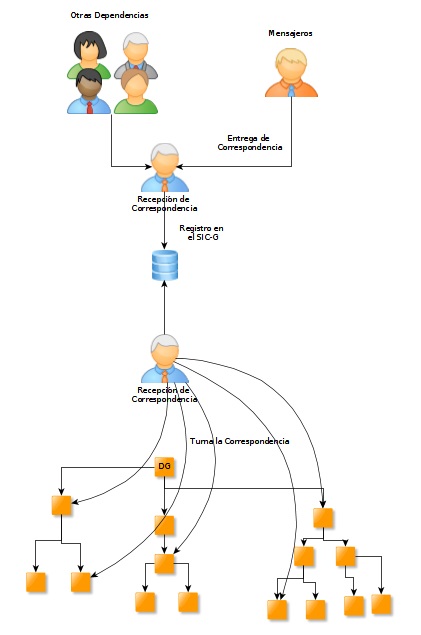 Otras Dependencias
Mensajeros
Entrega de
Correspondencia
Recepción de
Correspondencia
Registro en
el SIC-G
Recepción de
Correspondencia
Turna la Correspondencia
DG